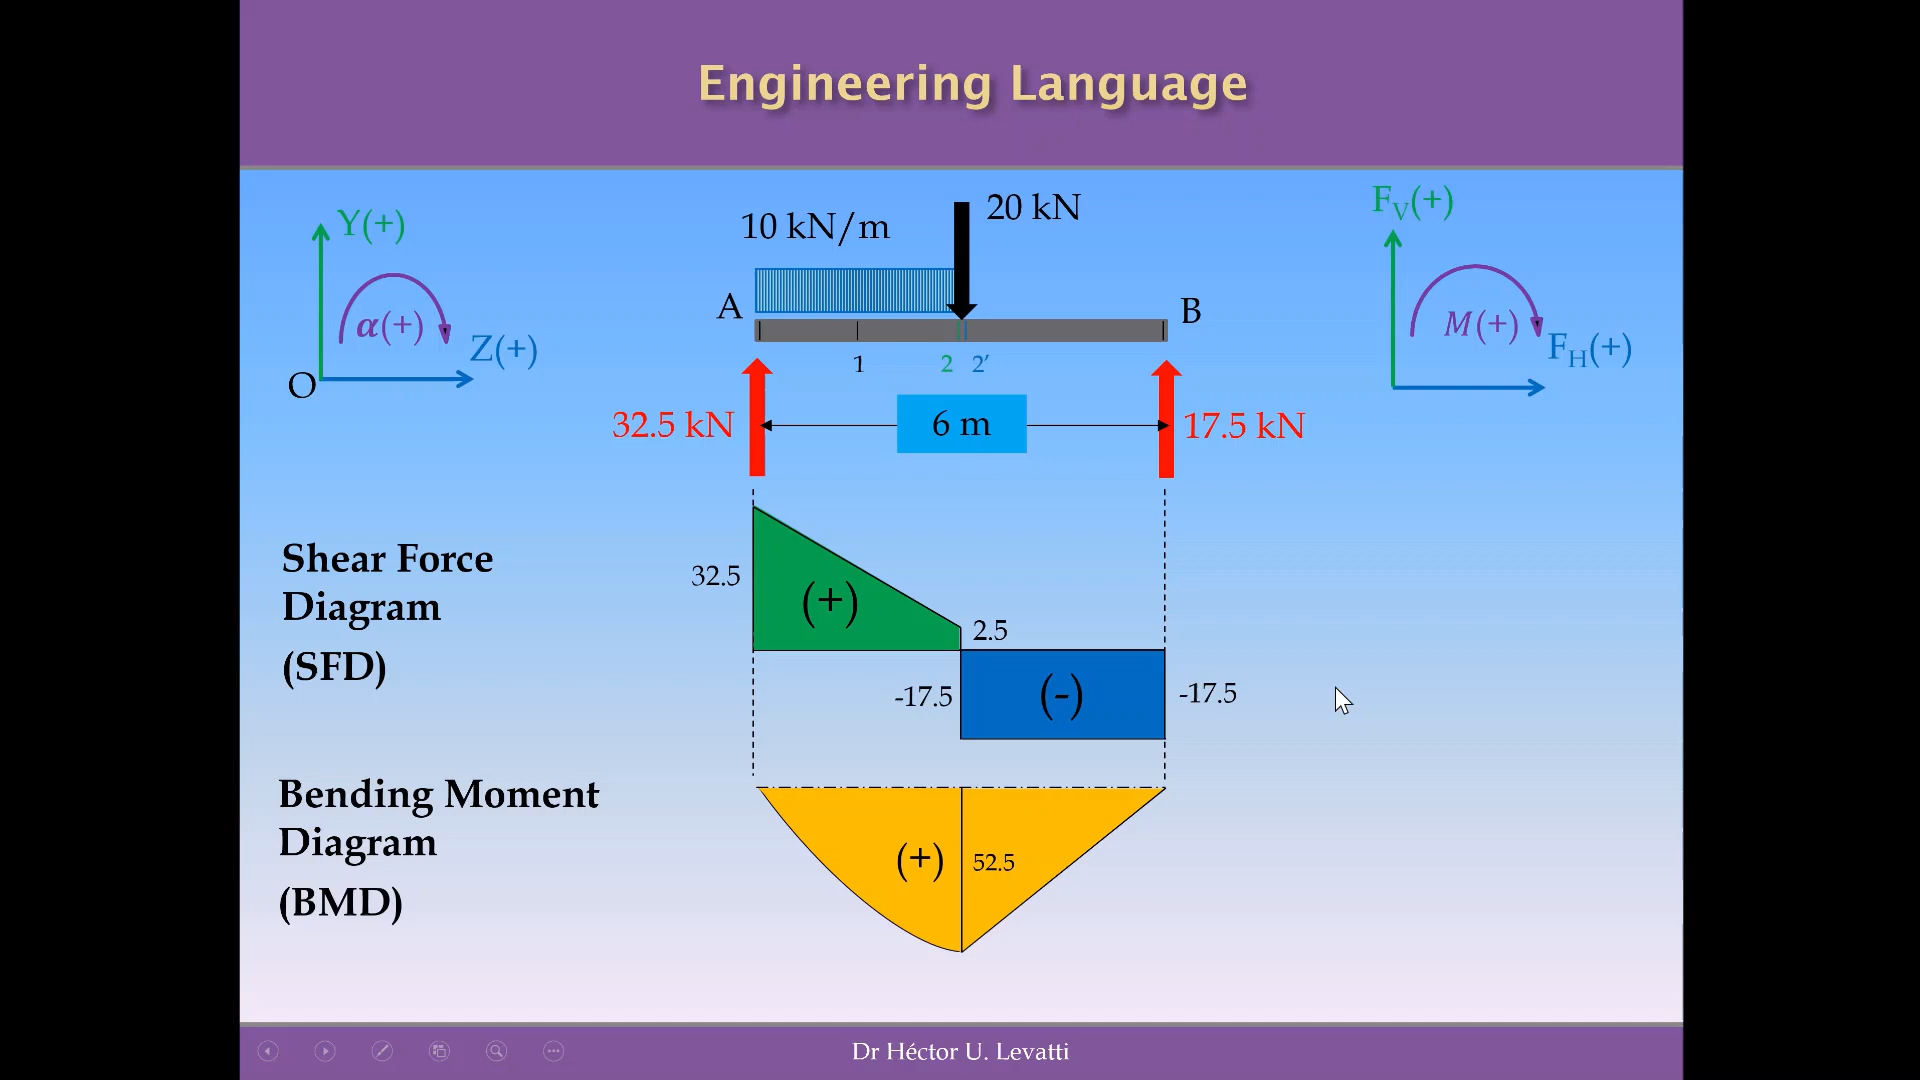 Engineering Language
Y(+)
α(+)
Z(+)
O
10 kN/m
20 kN
A
B
1
2
2′
32.5 kN
6 m
17.5 kN
F_V(+)
M(+)
F_H(+)
Shear Force
Diagram
(SFD)
32.5
(+)
2.5
-17.5
(-)
-17.5
Bending Moment
Diagram
(BMD)
(+)
52.5
Dr Héctor U. Levatti